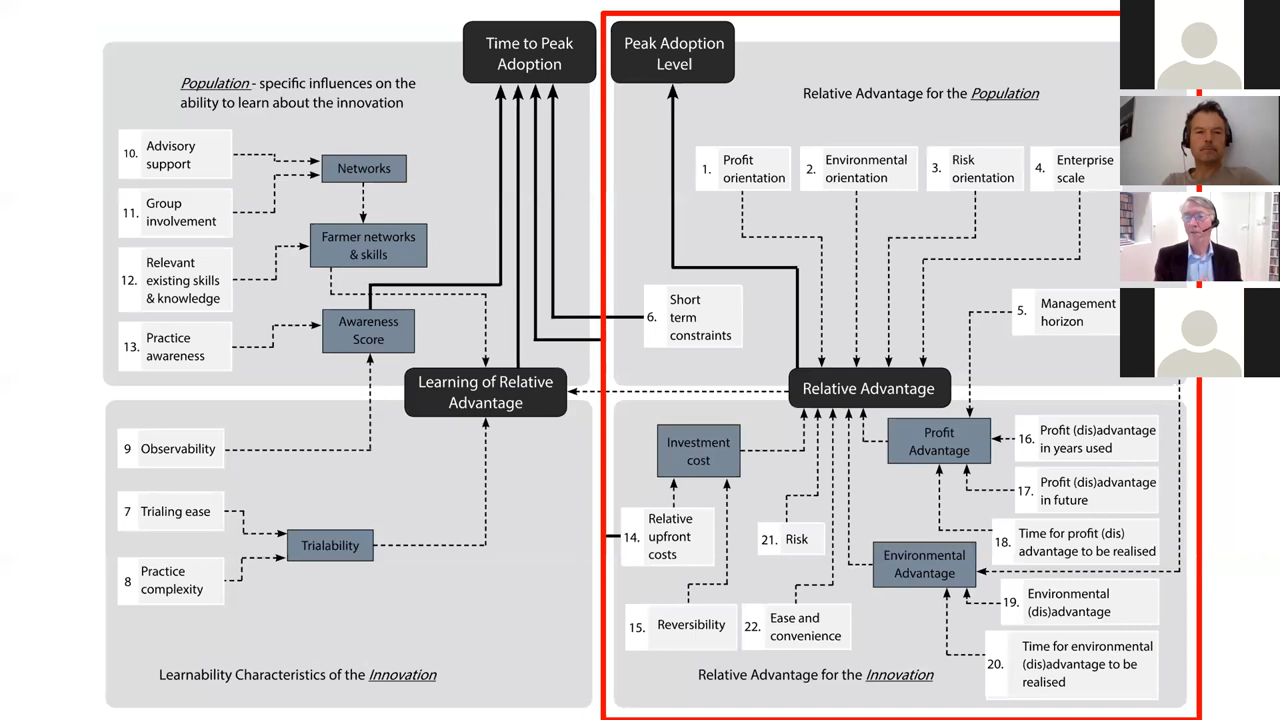 Time to Peak
Adoption
Peak Adoption
Level
Population - specific influences on the
ability to learn about the innovation
10. Advisory
support
Networks
11. Group
involvement
Farmer networks
& skills
12. Relevant
existing skills
& knowledge
13. Practice
awareness
Awareness
Score
Learning of Relative
Advantage
Relative Advantage for the Population
1. Profit
orientation
2. Environmental
orientation
3. Risk
orientation
4. Enterprise
scale
5. Management
horizon
6. Short
term
constraints
Relative Advantage
9 Observability
7 Trialing ease
8 Practice
complexity
Trialability
Learnability Characteristics of the Innovation
Investment
cost
Profit
Advantage
16. Profit (dis)advantage
in years used
17. Profit (dis)advantage
in future
18. Time for profit (dis)
advantage to be realised
14. Relative
upfront
costs
21. Risk
Environmental
Advantage
15. Reversibility
22. Ease and
convenience
19. Environmental
(dis)advantage
20. Time for environmental
(dis)advantage to be
realised
Relative Advantage for the Innovation